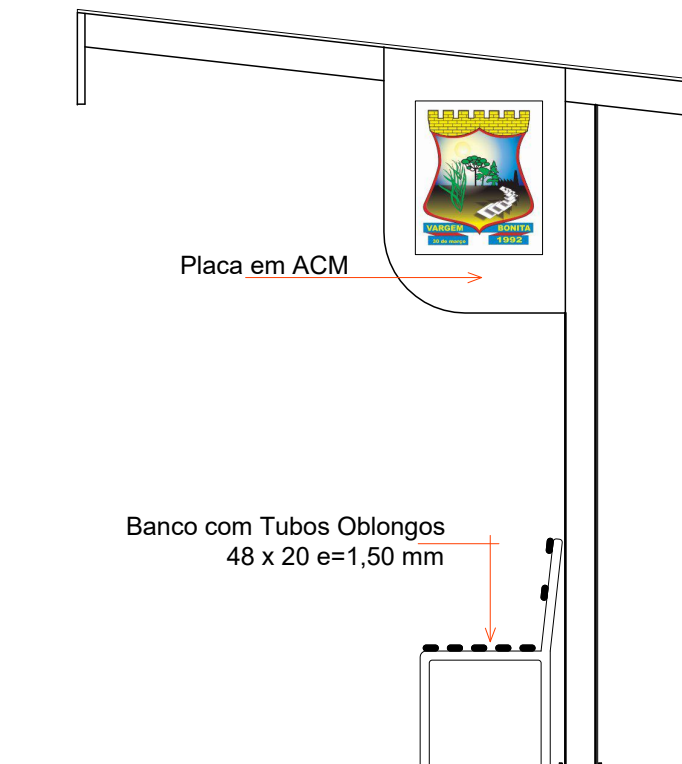 VARGEM BONITA
30 de março 1992
Placa em ACM
Banco com Tubos Oblongos
48 x 20 e=1,50 mm